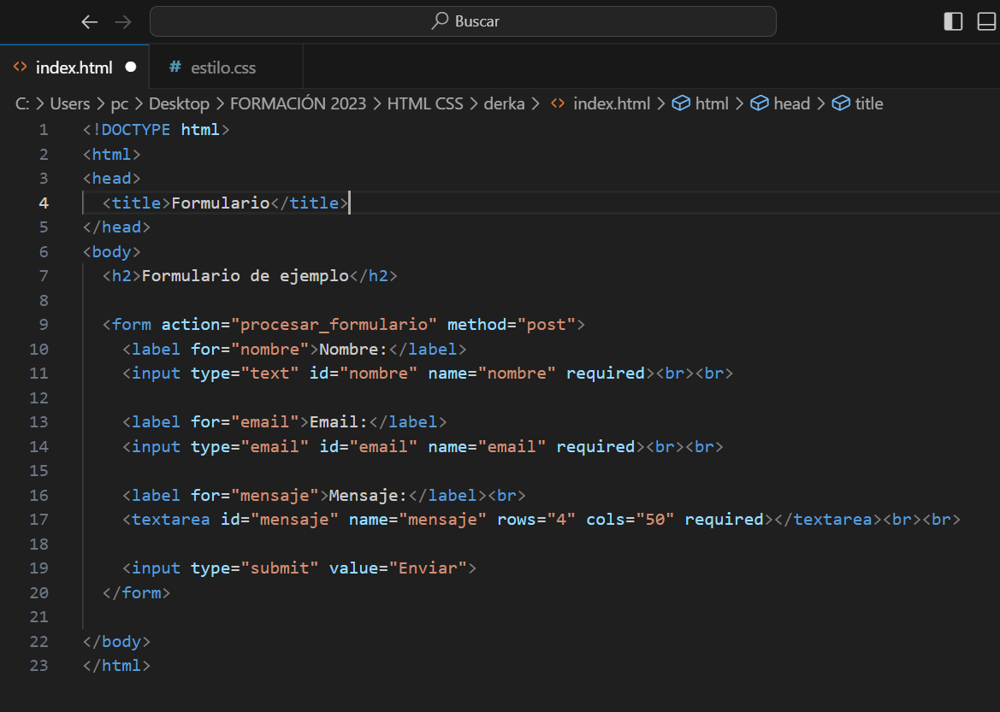 Buscar
index.html
# estilo.css
C: > Users > pc > Desktop > FORMACIÓN 2023 > HTML CSS > derka > <> index.html > html > head > title
1 <!DOCTYPE html>
2 <html>
3 <head>
4   <title>Formulario</title>
5 </head>
6 <body>
7   <h2>Formulario de ejemplo</h2>
8
9   <form action="procesar_formulario" method="post">
10     <label for="nombre">Nombre:</label>
11     <input type="text" id="nombre" name="nombre" required><br><br>
12
13     <label for="email">Email:</label>
14     <input type="email" id="email" name="email" required><br><br>
15
16     <label for="mensaje">Mensaje:</label><br>
17     <textarea id="mensaje" name="mensaje" rows="4" cols="50" required></textarea><br><br>
18
19     <input type="submit" value="Enviar">
20   </form>
21
22 </body>
23 </html>